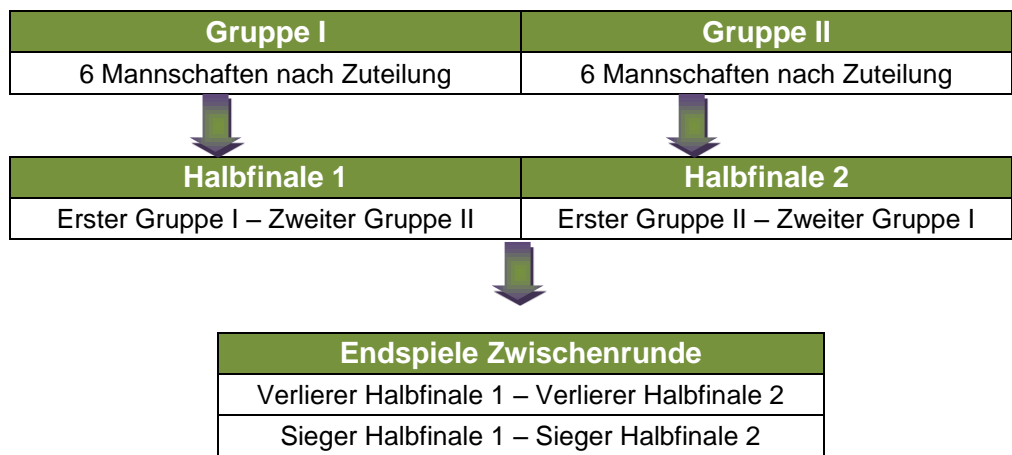 Gruppe I
Gruppe II
6 Mannschaften nach Zuteilung
6 Mannschaften nach Zuteilung
Halbfinale 1
Halbfinale 2
Erster Gruppe I – Zweiter Gruppe II
Erster Gruppe II – Zweiter Gruppe I
Endspiele Zwischenrunde
Verlierer Halbfinale 1 – Verlierer Halbfinale 2
Sieger Halbfinale 1 – Sieger Halbfinale 2